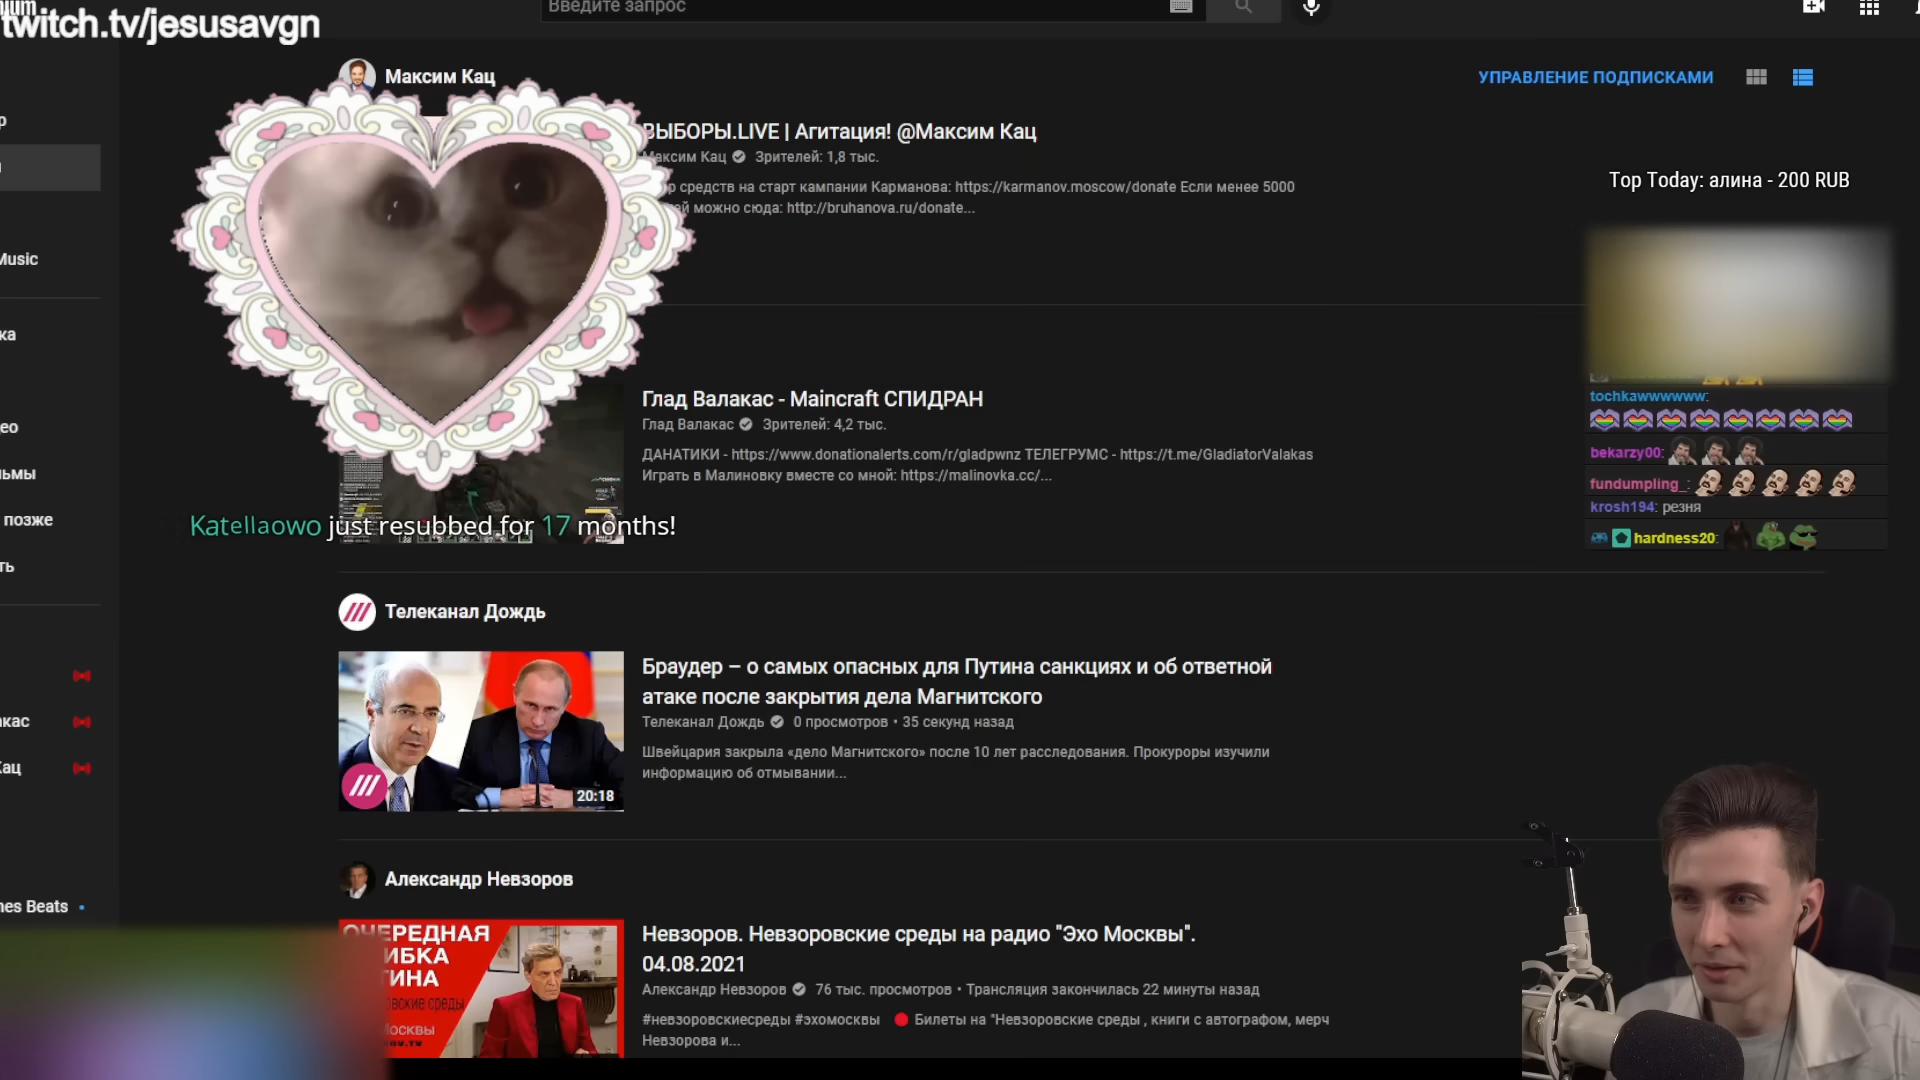 twitch.tv/jesusavgn
Введите запрос
Максим Кац
УПРАВЛЕНИЕ ПОДПИСКАМИ
ВЫБОРЫ.LIVE | Агитация! @Максим Кац
Максим Кац Зрителей: 1,8 тыс.
средств на старт кампании Карманова: https://karmanov.moscow/donate Если менее 5000
можно сюда: http://bruhanova.ru/donate...
Top Today: алина - 200 RUB
Music
Глад Валакас - Maincraft СПИДРАН
Глад Валакас Зрителей: 4,2 тыс.
ДАНАТИКИ - https://www.donationalerts.com/r/gladpwnz ТЕЛЕГРУМС - https://t.me/GladiatorValakas
Играть в Малиновку вместе со мной: https://malinovka.cc/...
tochkawwwwww:
bekarzy00:
fundumpling_:
krosh194: резня
hardness20:
позже
Katellaowo just resubbed for 17 months!
Телеканал Дождь
Браудер – о самых опасных для Путина санкциях и об ответной
атаке после закрытия дела Магнитского
Телеканал Дождь 0 просмотров • 35 секунд назад
Швейцария закрыла «дело Магнитского» после 10 лет расследования. Прокуроры изучили
информацию об отмывании...
20:18
Кац
Александр Невзоров
nes Beats
ОЧЕРЕДНАЯ
ИБКА
ТИНА
овские среды
Москвы
Невзоров. Невзоровские среды на радио "Эхо Москвы".
04.08.2021
Александр Невзоров 76 тыс. просмотров • Трансляция закончилась 22 минуты назад
#невзоровскиесреды #эхомосквы Билеты на "Невзоровские среды , книги с автографом, мерч
Невзорова и...